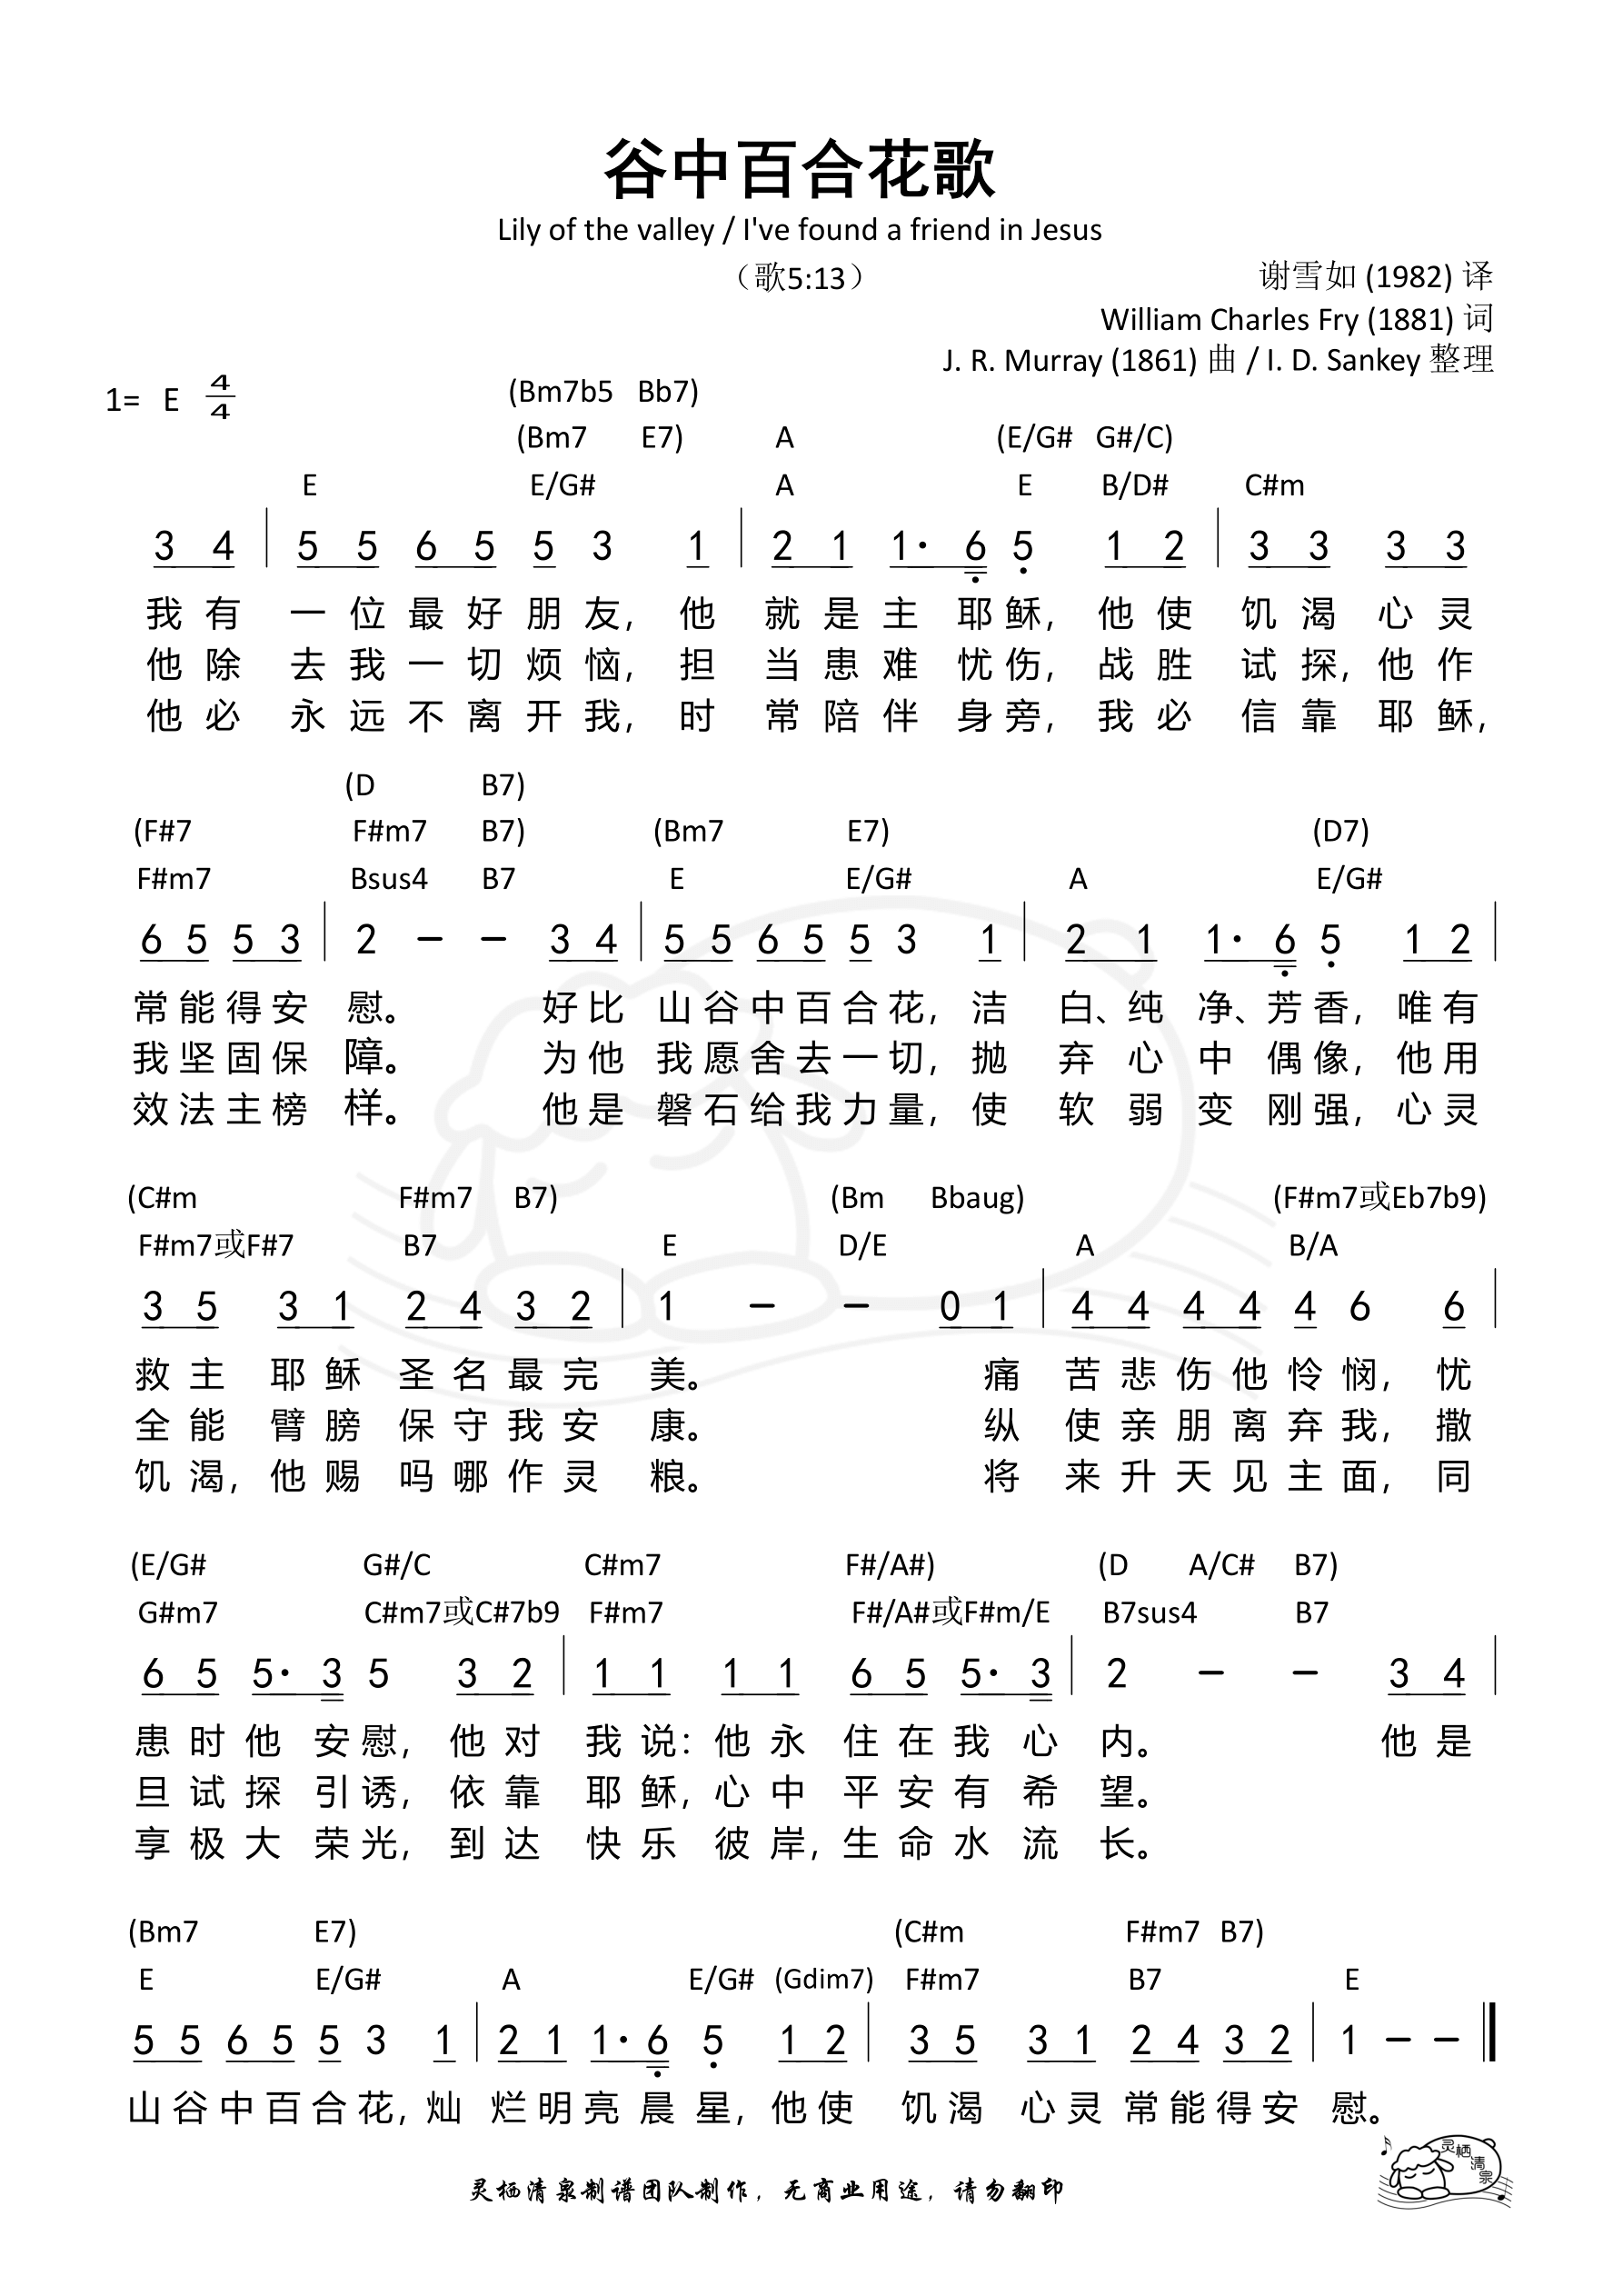 谷中百合花歌
Lily of the valley / I've found a friend in Jesus
（歌5:13）
谢雪如 (1982) 译
William Charles Fry (1881) 词
J. R. Murray (1861) 曲 / I. D. Sankey 整理
1= E 4/4
(Bm7b5 Bb7)
(Bm7 E7) A (E/G# G#/C)
E E/G# A E B/D# C#m
3 4 | 5 5 6 5 5 3 1 | 2 1 1· 6 5 1 2 | 3 3 3 3
我有 一位最好朋友, 他 就是主 耶稣, 他使 饥渴 心灵
他除 去我一切烦恼, 担 当患难 忧伤, 战胜 试探, 他作
他必 永远不离开我, 时 常陪伴 身旁, 我必 信靠 耶稣,
(D B7)
(F#7 F#m7 B7) (Bm7 E7) (D7)
F#m7 Bsus4 B7 E E/G# A E/G#
6 5 5 3 | 2 – – 3 4 | 5 5 6 5 5 3 1 | 2 1 1· 6 5 1 2 |
常能得安 慰。 好比 山谷中百合花, 洁 白、纯 净、芳香, 唯有
我坚固保 障。 为他 我愿舍去一切, 抛 弃心 中 偶像, 他用
效法主榜 样。 他是 磐石给我力量, 使 软弱 变 刚强, 心灵
(C#m F#m7 B7) (Bm Bbaug) (F#m7或Eb7b9)
F#m7或F#7 B7 E D/E A B/A
3 5 3 1 2 4 3 2 | 1 – – 0 1 | 4 4 4 4 4 6 6 |
救主 耶稣 圣名最完 美。 痛 苦悲伤他怜悯, 忧
全能 臂膀 保守我安 康。 纵 使亲朋离弃我, 撒
饥渴, 他赐 吗哪作灵 粮。 将 来升天见主面, 同
(E/G# G#/C C#m7 F#/A#) (D A/C# B7)
G#m7 C#m7或C#7b9 F#m7 F#/A#或F#m/E B7sus4 B7
6 5 5· 3 5 3 2 | 1 1 1 1 6 5 5· 3 | 2 – – 3 4 |
患时他 安慰, 他对 我说: 他永 住在我 心 内。 他是
旦试探 引诱, 依靠 耶稣, 心中 平安有 希 望。
享极大 荣光, 到达 快乐 彼岸, 生命水 流 长。
(Bm7 E7) (C#m F#m7 B7)
E E/G# A E/G# (Gdim7) F#m7 B7 E
5 5 6 5 5 3 1 | 2 1 1· 6 5 1 2 | 3 5 3 1 2 4 3 2 | 1 – –
山谷中百合花, 灿 烂明亮 晨星, 他使 饥渴 心灵 常能得安 慰。
灵栖清泉
灵栖清泉制谱团队制作, 无商业用途, 请勿翻印